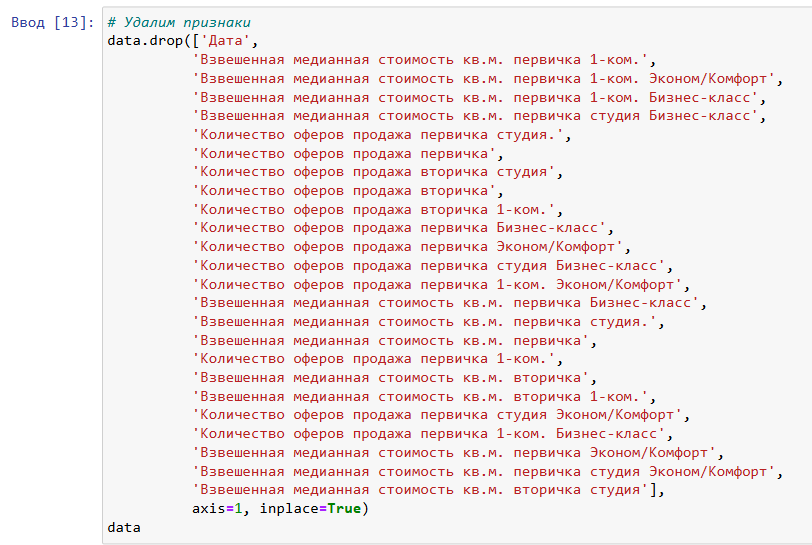 Ввод [13]: # Удалим признаки
data.drop(['Дата',
'Взвешенная медианная стоимость кв.м. первичка 1-ком.',
'Взвешенная медианная стоимость кв.м. первичка 1-ком. Эконом/Комфорт',
'Взвешенная медианная стоимость кв.м. первичка 1-ком. Бизнес-класс',
'Взвешенная медианная стоимость кв.м. первичка студия Бизнес-класс',
'Количество оферов продажа первичка студия.',
'Количество оферов продажа первичка',
'Количество оферов продажа вторичка студия',
'Количество оферов продажа вторичка',
'Количество оферов продажа вторичка 1-ком.',
'Количество оферов продажа первичка Бизнес-класс',
'Количество оферов продажа первичка Эконом/Комфорт',
'Количество оферов продажа первичка студия Бизнес-класс',
'Количество оферов продажа первичка 1-ком. Эконом/Комфорт',
'Взвешенная медианная стоимость кв.м. первичка Бизнес-класс',
'Взвешенная медианная стоимость кв.м. первичка студия.',
'Взвешенная медианная стоимость кв.м. первичка',
'Количество оферов продажа первичка 1-ком.',
'Взвешенная медианная стоимость кв.м. вторичка',
'Взвешенная медианная стоимость кв.м. вторичка 1-ком.',
'Количество оферов продажа первичка студия Эконом/Комфорт',
'Количество оферов продажа первичка 1-ком. Бизнес-класс',
'Взвешенная медианная стоимость кв.м. первичка Эконом/Комфорт',
'Взвешенная медианная стоимость кв.м. первичка студия Эконом/Комфорт',
'Взвешенная медианная стоимость кв.м. вторичка студия'],
axis=1, inplace=True)
data